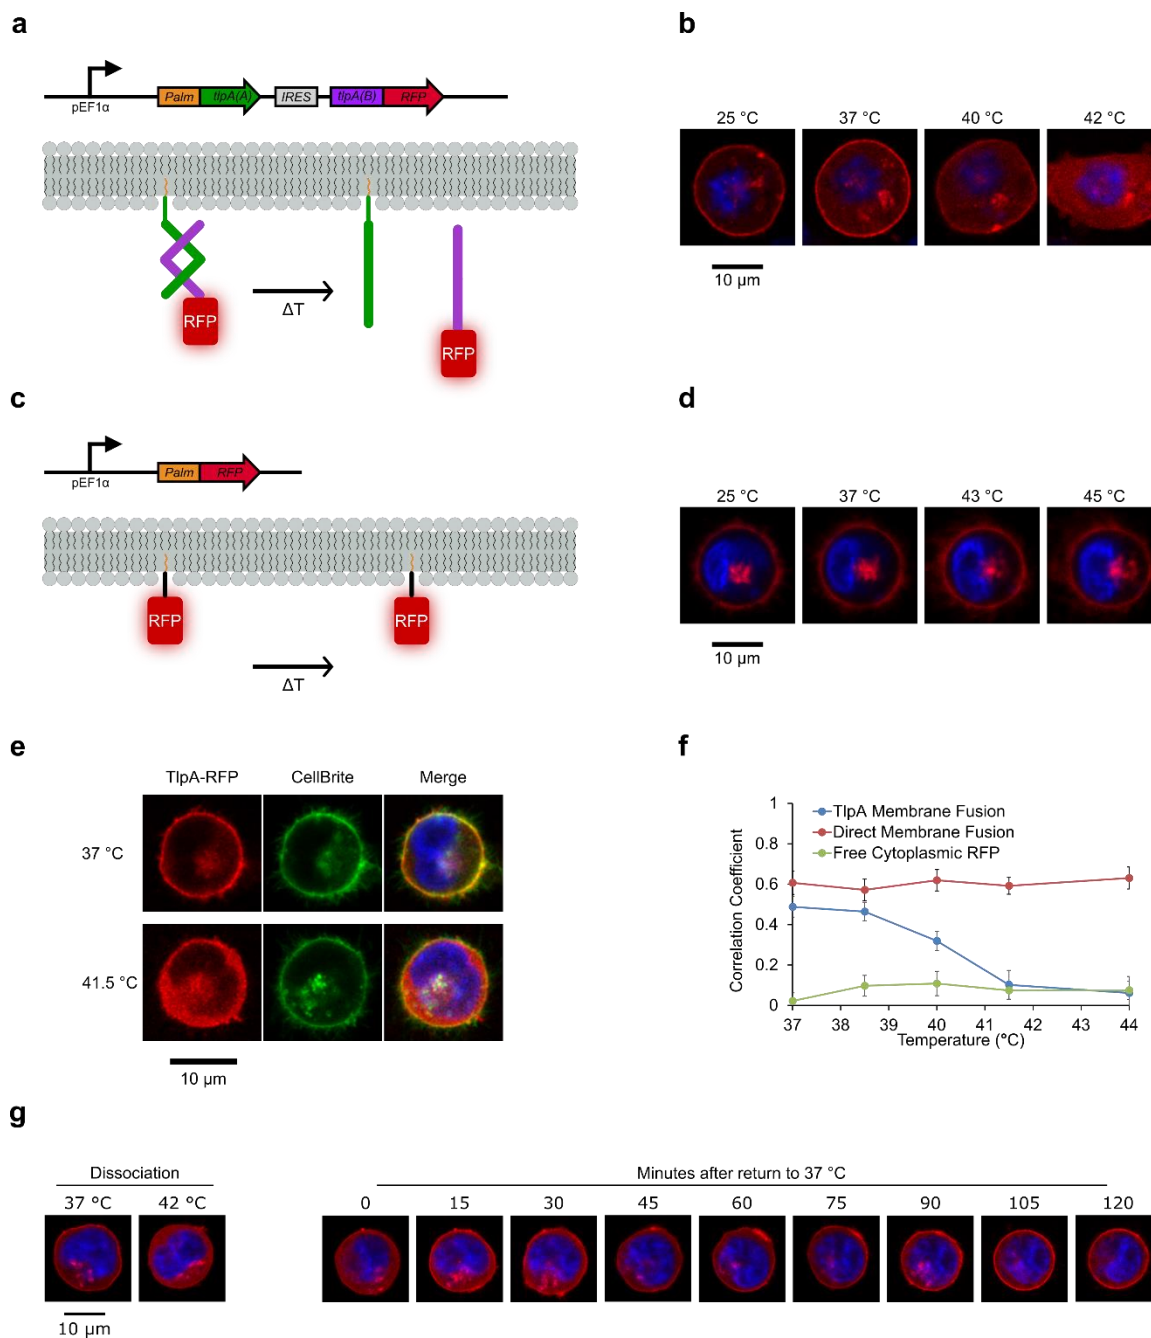 a
pEF1α
Palm tlpA(A) IRES tlpA(B) RFP
RFP
ΔT
RFP
b
25 °C 37 °C 40 °C 42 °C
10 μm
c
pEF1α
Palm RFP
RFP RFP
ΔT
d
25 °C 37 °C 43 °C 45 °C
10 μm
e
TlpA-RFP CellBrite Merge
37 °C
41.5 °C
10 μm
f
1
0.8
0.6
0.4
0.2
0
Correlation Coefficient
TlpA Membrane Fusion
Direct Membrane Fusion
Free Cytoplasmic RFP
37 38 39 40 41 42 43 44
Temperature (°C)
g
Dissociation
37 °C 42 °C
10 μm
Minutes after return to 37 °C
0 15 30 45 60 75 90 105 120